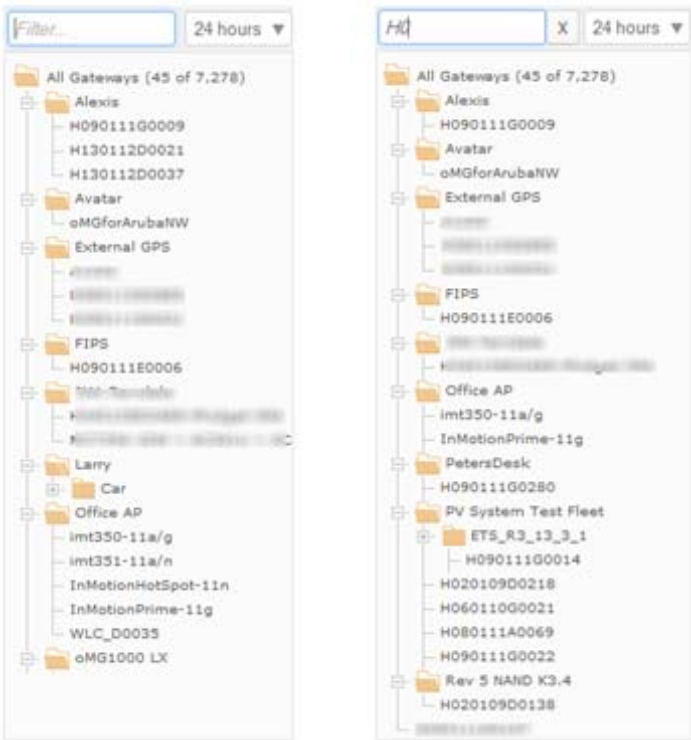 Filter...
24 hours
All Gateways (45 of 7,278)
Alexis
H090111G0009
H130112D0021
H130112D0037
Avatar
oMGforArubaNW
External GPS
FIPS
H090111E0006
Larry
Car
Office AP
imt350-11a/g
imt351-11a/n
InMotionHotSpot-11n
InMotionPrime-11g
WLC_D0035
oMG1000 LX
H0
X
24 hours
All Gateways (45 of 7,278)
Alexis
H090111G0009
Avatar
oMGforArubaNW
External GPS
FIPS
H090111E0006
Office AP
imt350-11a/g
InMotionPrime-11g
PetersDesk
H090111G0280
PV System Test Fleet
ETS_R3_13_3_1
H090111G0014
H020109D0218
H060110G0021
H080111A0069
H090111G0022
Rev 5 NAND K3.4
H020109D0138